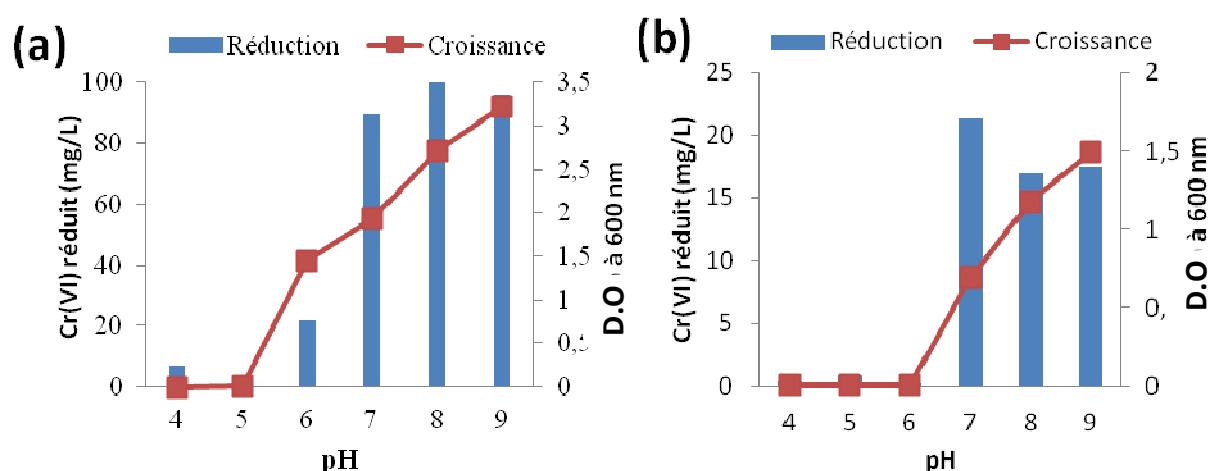 (a)
Réduction
Croissance
Cr(VI) réduit (mg/L)
100
80
60
40
20
0
3,5
3
2,5
2
1,5
1
0,5
0
D.O à 600 nm
4 5 6 7 8 9
pH
(b)
Réduction
Croissance
Cr(VI) réduit (mg/L)
25
20
15
10
5
0
2
1,5
1
0,
0
D.O à 600 nm
4 5 6 7 8 9
pH